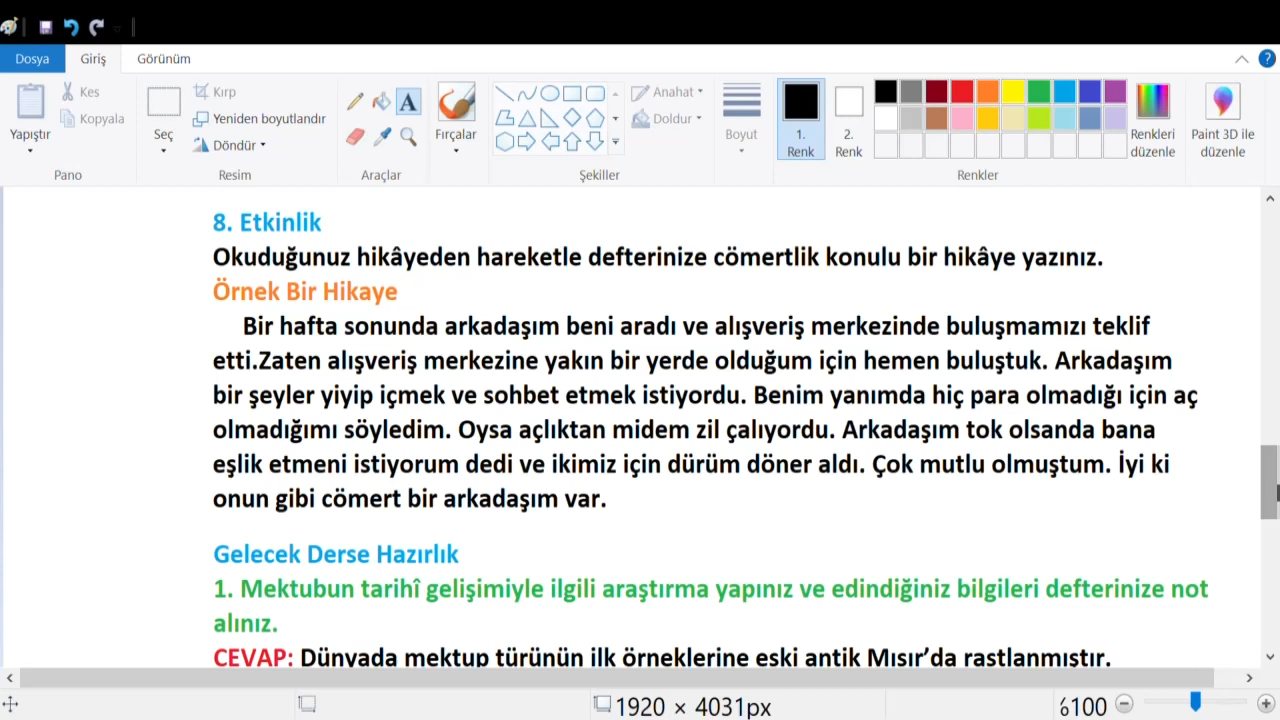 Dosya Giriş Görünüm
Yapıştır
Kes
Kopyala
Pano
Seç
Kırp
Yeniden boyutlandır
Döndür
Resim
A
Araçlar
Fırçalar
Anahat
Doldur
Şekiller
Boyut
1.
Renk
2.
Renk
Renkleri
düzenle
Renkler
Paint 3D ile
düzenle
8. Etkinlik
Okuduğunuz hikâyeden hareketle defterinize cömertlik konulu bir hikâye yazınız.
Örnek Bir Hikaye
Bir hafta sonunda arkadaşım beni aradı ve alışveriş merkezinde buluşmamızı teklif
etti.Zaten alışveriş merkezine yakın bir yerde olduğum için hemen buluştuk. Arkadaşım
bir şeyler yiyip içmek ve sohbet etmek istiyordu. Benim yanımda hiç para olmadığı için aç
olmadığımı söyledim. Oysa açlıktan midem zil çalıyordu. Arkadaşım tok olsanda bana
eşlik etmeni istiyorum dedi ve ikimiz için dürüm döner aldı. Çok mutlu olmuştum. İyi ki
onun gibi cömert bir arkadaşım var.
Gelecek Derse Hazırlık
1. Mektubun tarihî gelişimiyle ilgili araştırma yapınız ve edindiğiniz bilgileri defterinize not
alınız.
CEVAP: Dünyada mektup türünün ilk örneklerine eski antik Mısır’da rastlanmıştır.
1920 × 4031px